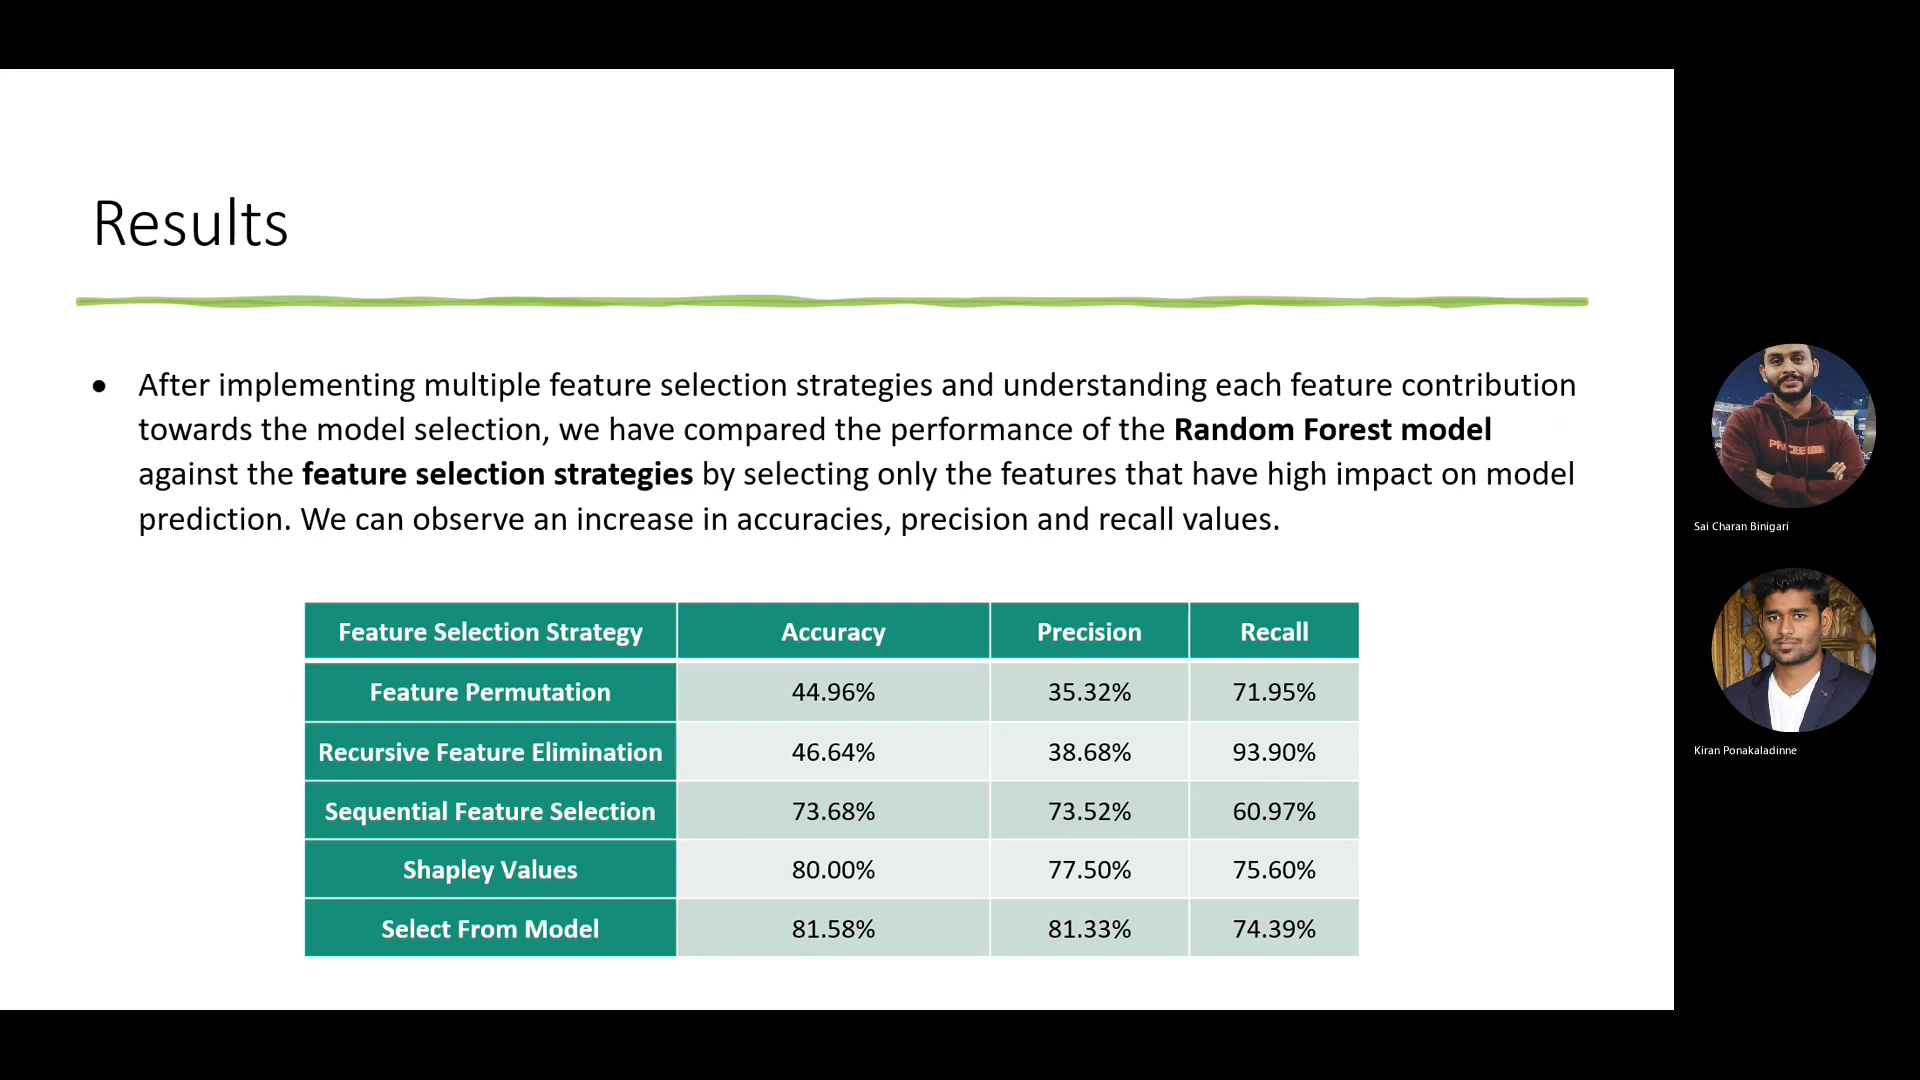 Results
● After implementing multiple feature selection strategies and understanding each feature contribution
towards the model selection, we have compared the performance of the Random Forest model
against the feature selection strategies by selecting only the features that have high impact on model
prediction. We can observe an increase in accuracies, precision and recall values.
Feature Selection Strategy Accuracy Precision Recall
Feature Permutation 44.96% 35.32% 71.95%
Recursive Feature Elimination 46.64% 38.68% 93.90%
Sequential Feature Selection 73.68% 73.52% 60.97%
Shapley Values 80.00% 77.50% 75.60%
Select From Model 81.58% 81.33% 74.39%
Sai Charan Binigari
Kiran Ponakaladinne